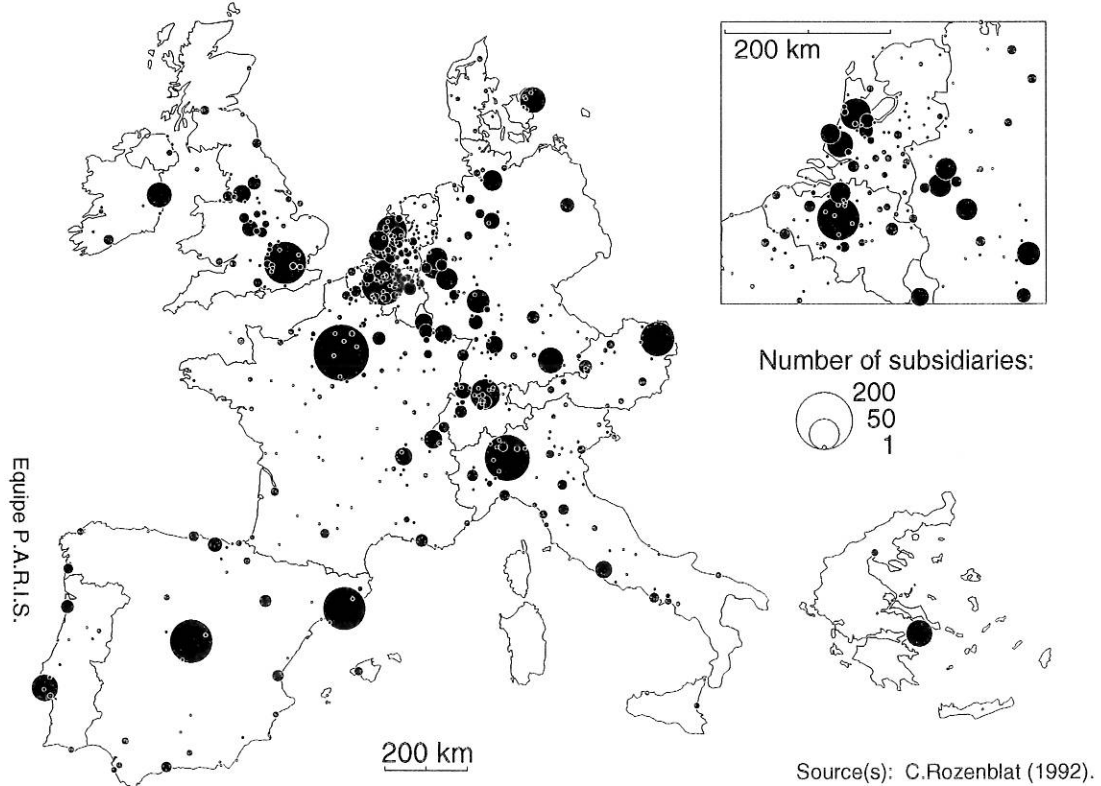 200 km
Number of subsidiaries:
200
50
1
Equipe P.A.R.I.S.
200 km
Source(s): C.Rozenblat (1992).